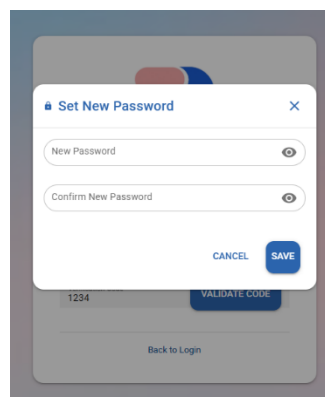 Set New Password
New Password
Confirm New Password
CANCEL
SAVE
1234
VALIDATE CODE
Back to Login